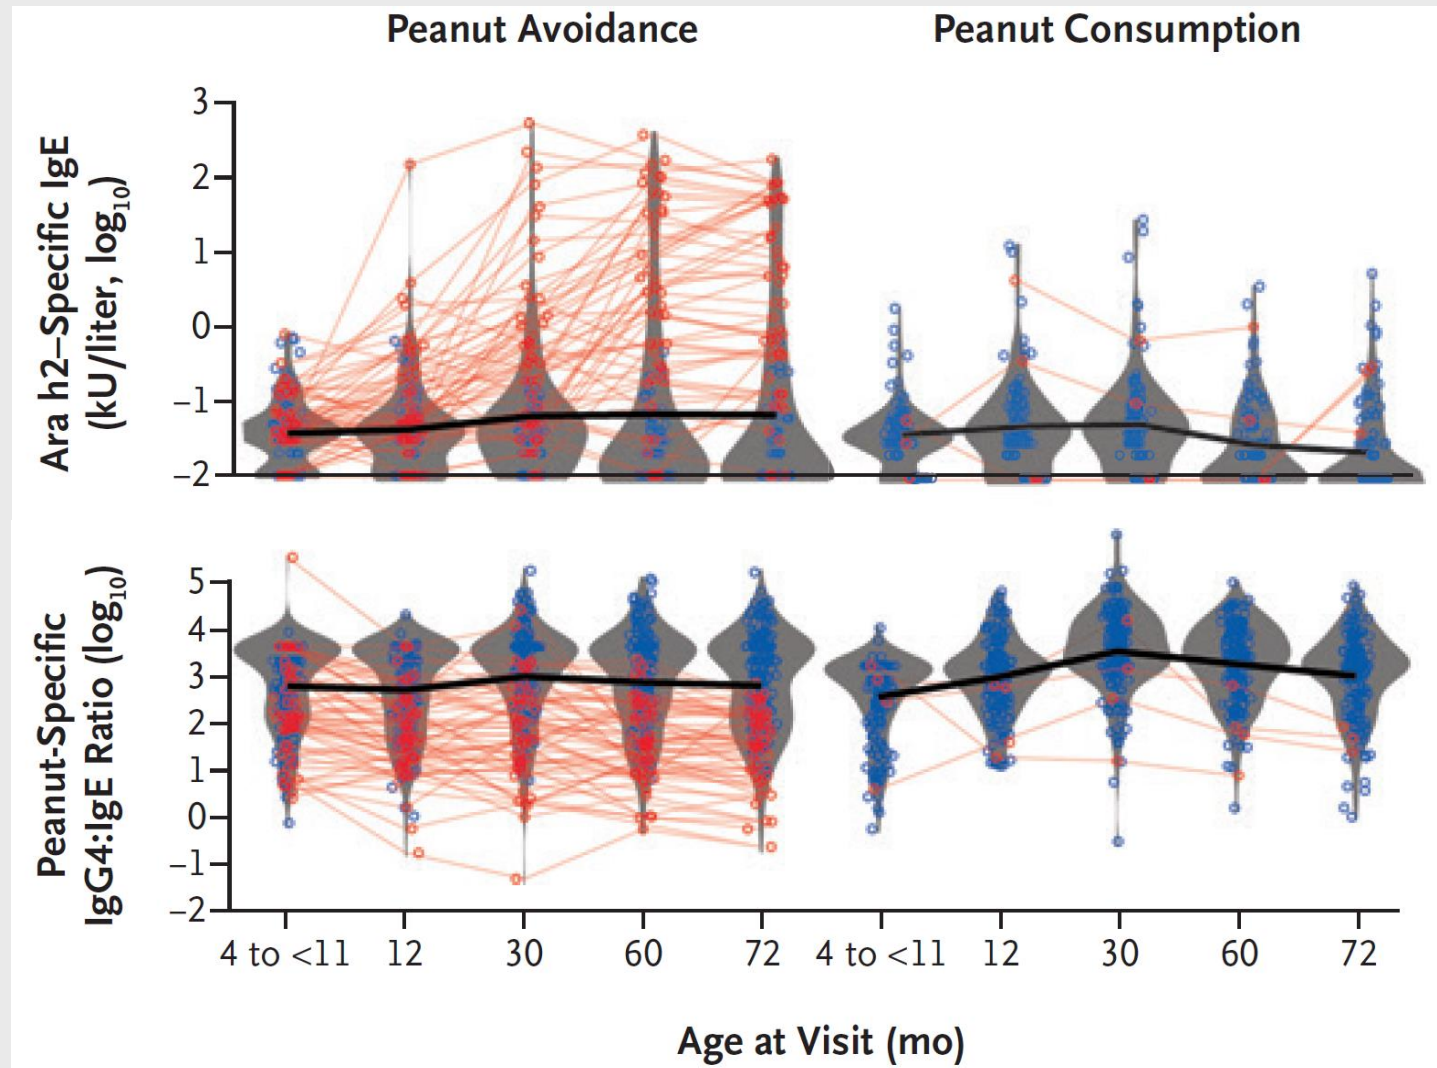 Peanut Avoidance
Peanut Consumption
Ara h2–Specific IgE
(kU/liter, log10)
3
2
1
0
−1
−2
Peanut-Specific
IgG4:IgE Ratio (log10)
5
4
3
2
1
0
−1
−2
4 to <11 12 30 60 72 4 to <11 12 30 60 72
Age at Visit (mo)